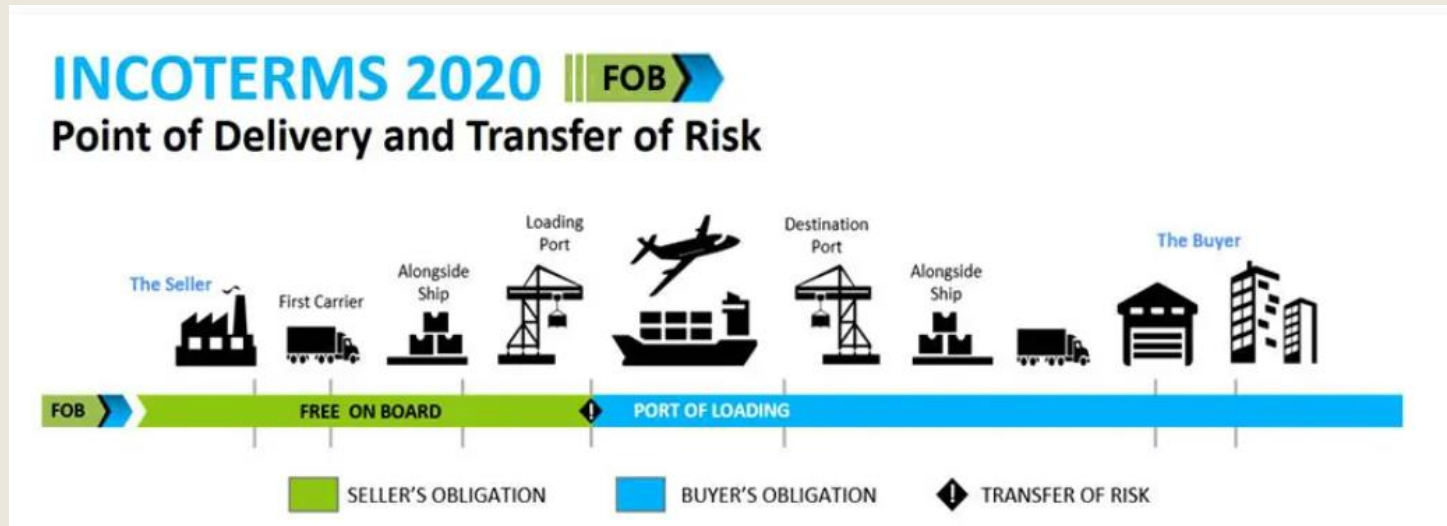 INCOTERMS 2020 FOB
Point of Delivery and Transfer of Risk
The Seller
First Carrier
Alongside
Ship
Loading
Port
Destination
Port
Alongside
Ship
The Buyer
FOB FREE ON BOARD ! PORT OF LOADING
SELLER'S OBLIGATION BUYER'S OBLIGATION ! TRANSFER OF RISK